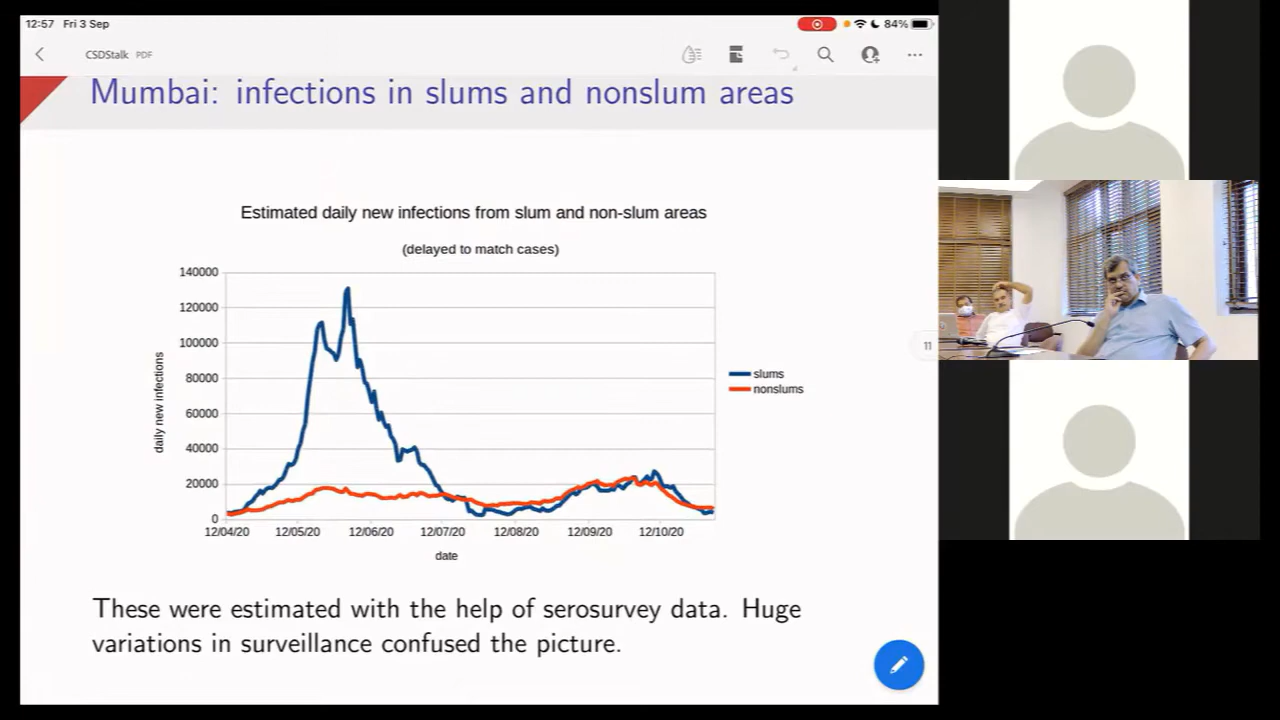 12:57 Fri 3 Sep
84%
CSDStalk PDF
Mumbai: infections in slums and nonslum areas
Estimated daily new infections from slum and non-slum areas
(delayed to match cases)
140000
120000
100000
80000
60000
40000
20000
0
daily new infections
12/04/20 12/05/20 12/06/20 12/07/20 12/08/20 12/09/20 12/10/20
date
slums
nonslums
11
These were estimated with the help of serosurvey data. Huge
variations in surveillance confused the picture.